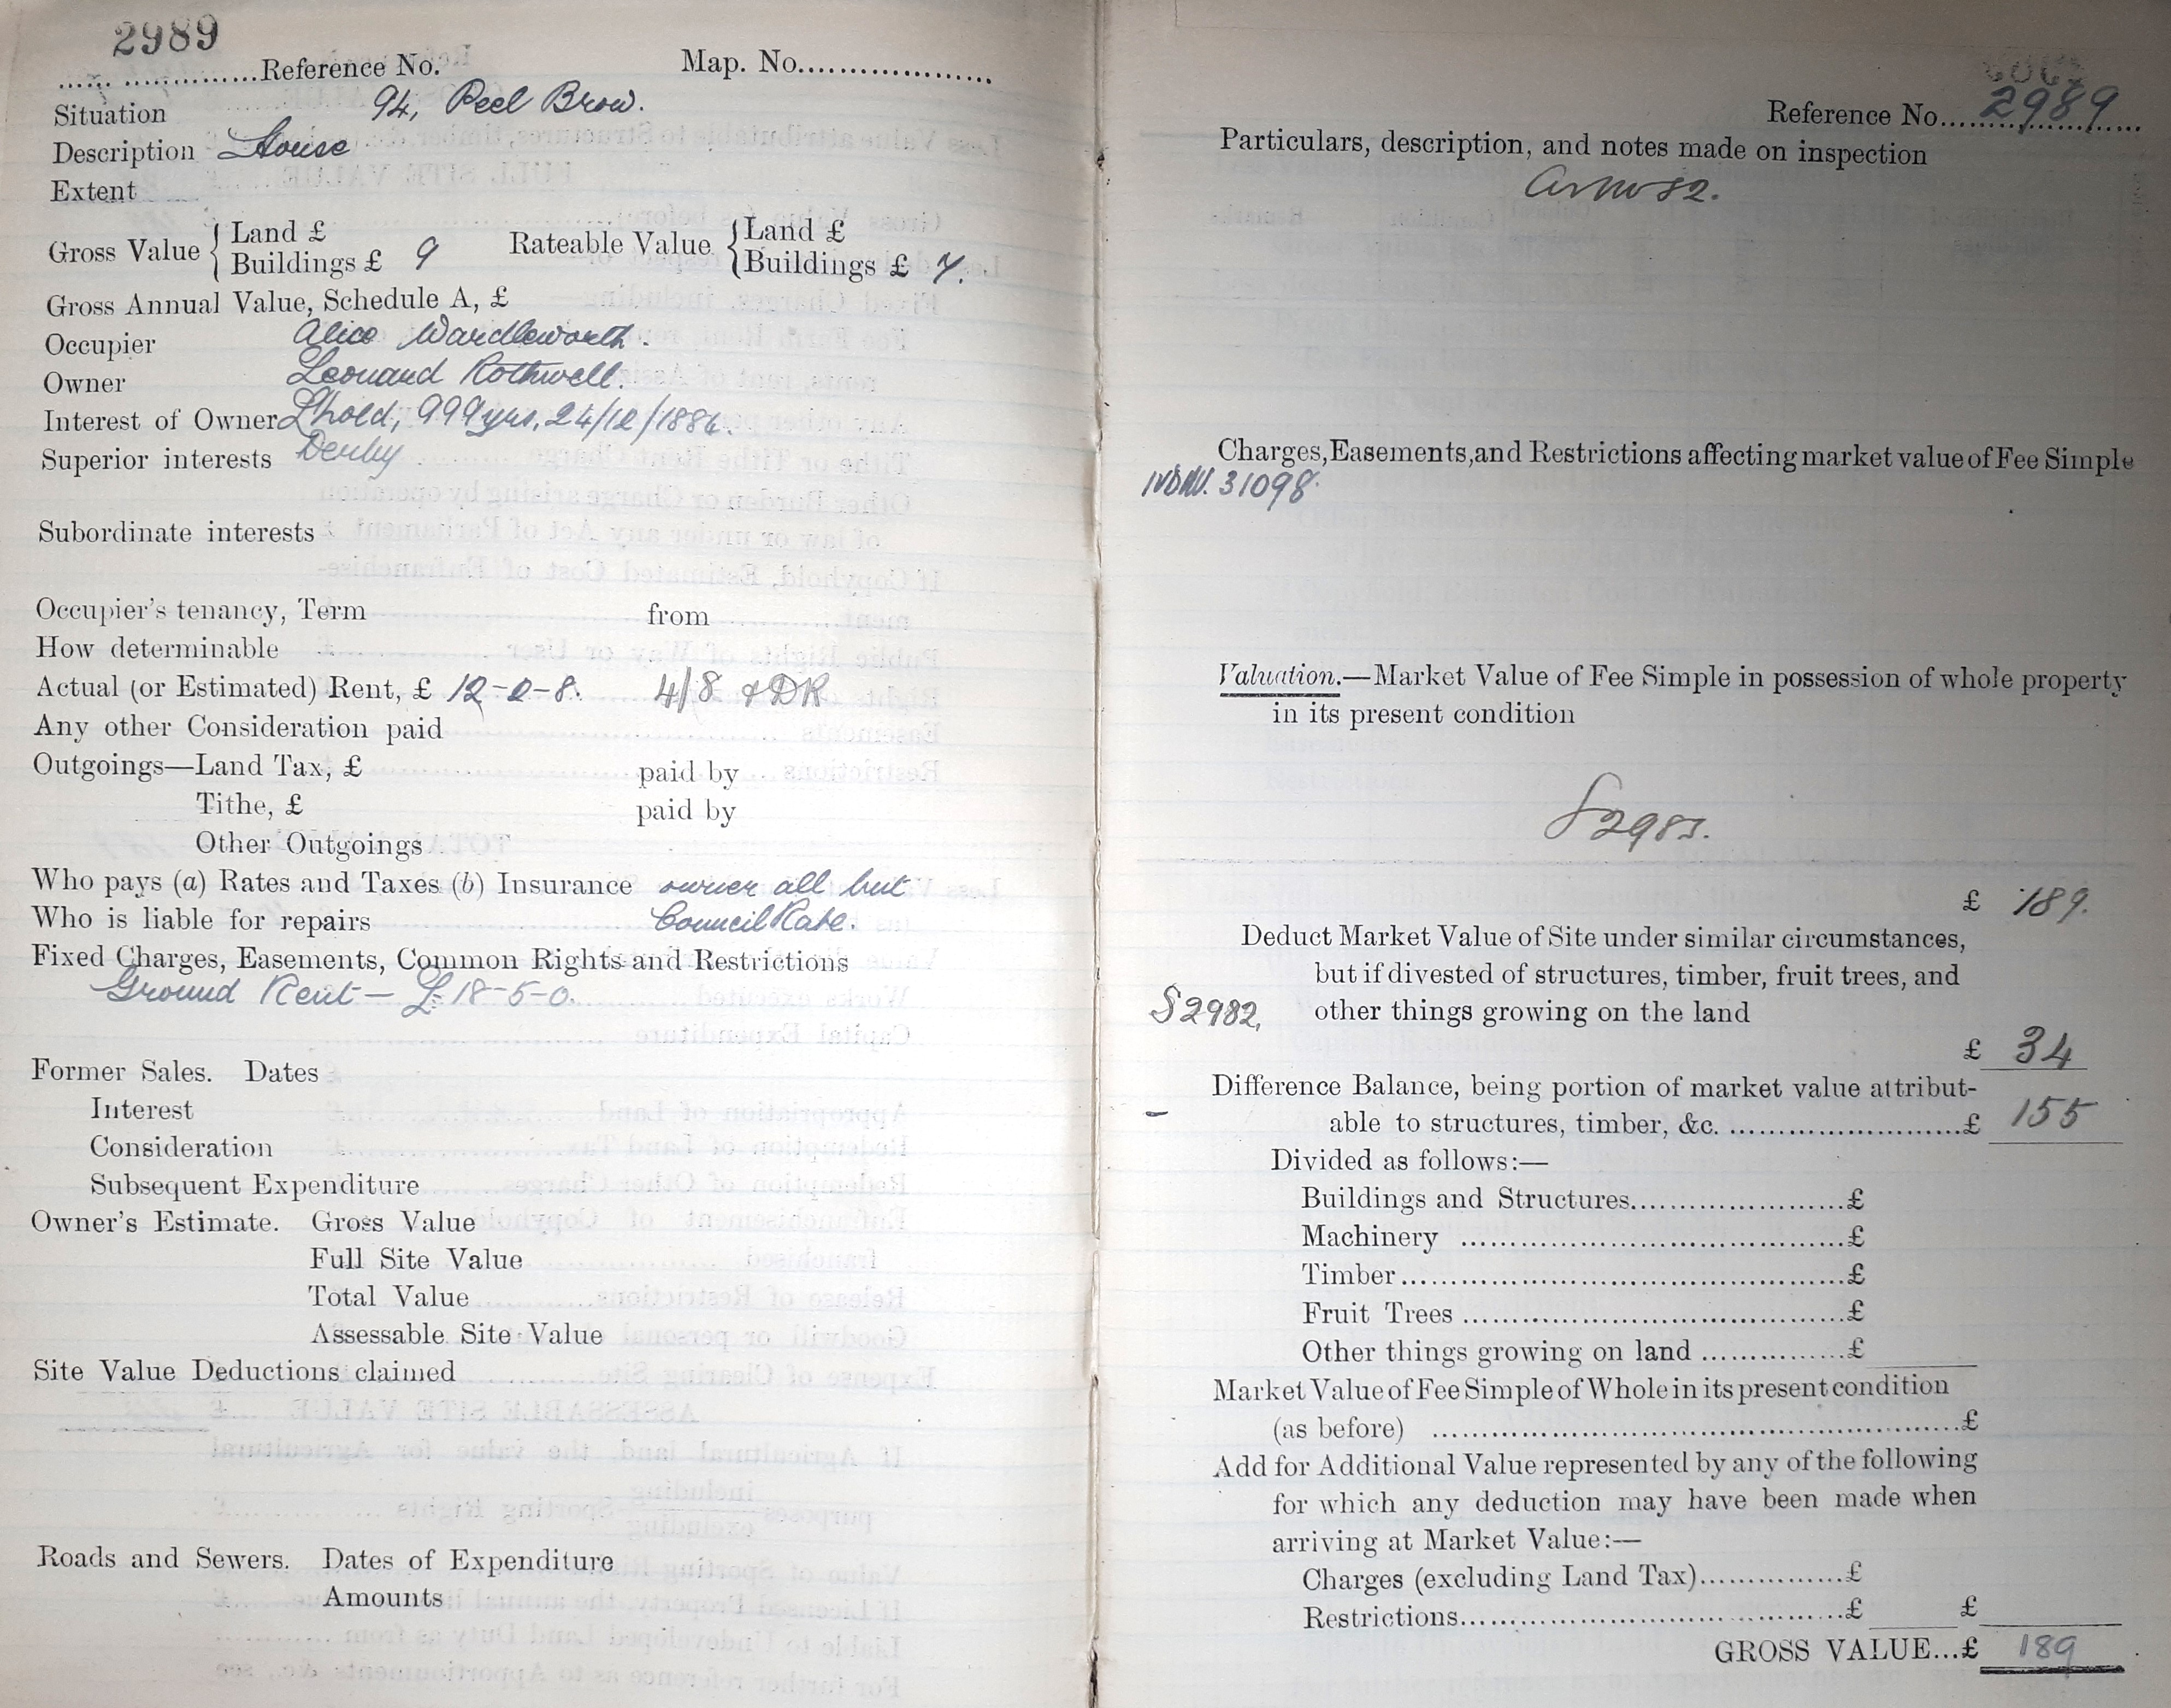 2989
.................Reference No. Map. No....................
Situation 94, Peel Brow.
Description House
Extent
Gross Value { Land £ Rateable Value { Land £
Buildings £ 9 Buildings £ 7.
Gross Annual Value, Schedule A, £
Occupier Alice Wardleworth.
Owner Leonard Rothwell.
Interest of Owner L'hold, 999 yrs,
Superior interests Derby
Subordinate interests
Occupier's tenancy, Term from
How determinable
Actual (or Estimated) Rent, £ 12-2-8. 4/8 & DR
Any other Consideration paid
Outgoings—Land Tax, £ paid by
Tithe, £ paid by
Other Outgoings
Who pays (a) Rates and Taxes (b) Insurance owner all but
Who is liable for repairs Council Rate.
Fixed Charges, Easements, Common Rights and Restrictions
Ground Rent — £18-5-0.
Former Sales. Dates
Interest
Consideration
Subsequent Expenditure
Owner's Estimate. Gross Value
Full Site Value
Total Value
Assessable Site Value
Site Value Deductions claimed
Roads and Sewers. Dates of Expenditure
Amounts
Reference No. 2989
Particulars, description, and notes made on inspection
Charges, Easements, and Restrictions affecting market value of Fee Simple
31098
Valuation.—Market Value of Fee Simple in possession of whole property
in its present condition
£ 189.
Deduct Market Value of Site under similar circumstances,
but if divested of structures, timber, fruit trees, and
S2982, other things growing on the land
£ 34
Difference Balance, being portion of market value attribut-
able to structures, timber, &c. ........................£ 155
Divided as follows:—
Buildings and Structures......................£
Machinery ........................................£
Timber..............................................£
Fruit Trees .......................................£
Other things growing on land ...............£
Market Value of Fee Simple of Whole in its present condition
(as before) ........................................................£
Add for Additional Value represented by any of the following
for which any deduction may have been made when
arriving at Market Value:—
Charges (excluding Land Tax)...............£
Restrictions.......................................£ £
GROSS VALUE...£ 189